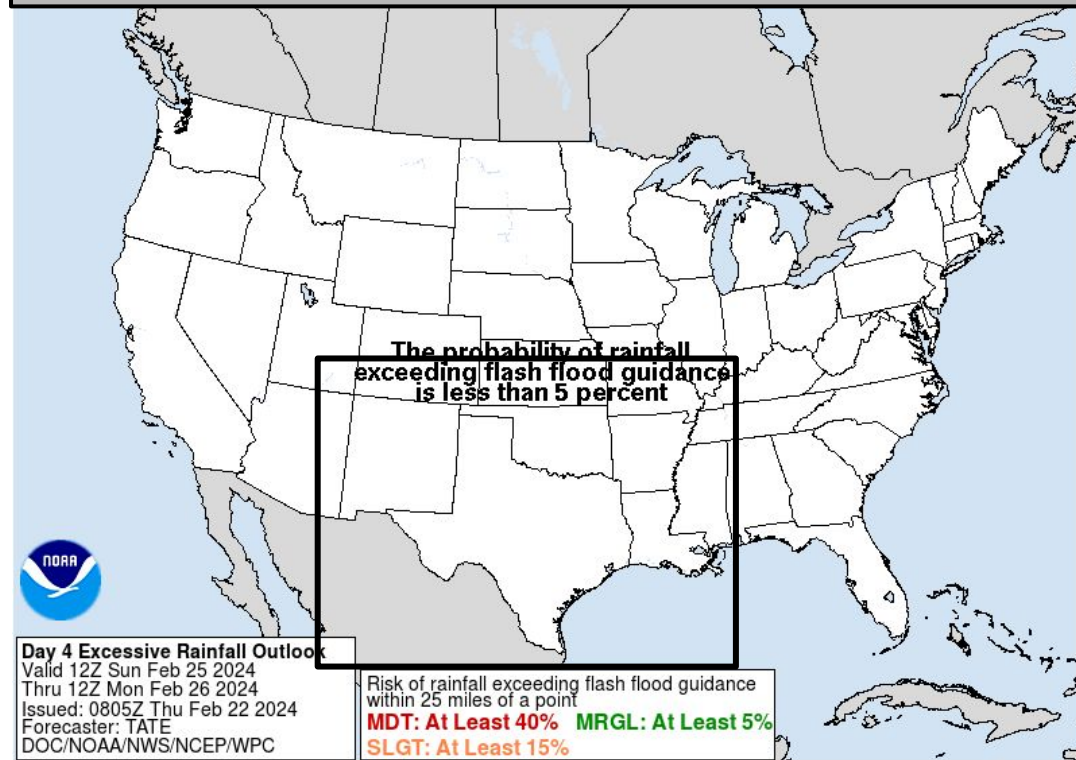 The probability of rainfall
exceeding flash flood guidance
is less than 5 percent
NOAA
Day 4 Excessive Rainfall Outlook
Valid 12Z Sun Feb 25 2024
Thru 12Z Mon Feb 26 2024
Issued: 0805Z Thu Feb 22 2024
Forecaster: TATE
DOC/NOAA/NWS/NCEP/WPC
Risk of rainfall exceeding flash flood guidance
within 25 miles of a point
MDT: At Least 40% MRGL: At Least 5%
SLGT: At Least 15%